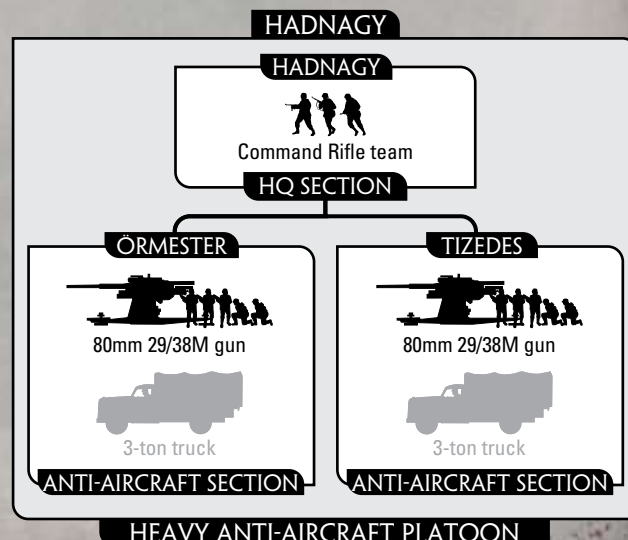 HADNAGY
HADNAGY
Command Rifle team
HQ SECTION
ÖRMESTER
80mm 29/38M gun
3-ton truck
ANTI-AIRCRAFT SECTION
TIZEDES
80mm 29/38M gun
3-ton truck
ANTI-AIRCRAFT SECTION
HEAVY ANTI-AIRCRAFT PLATOON